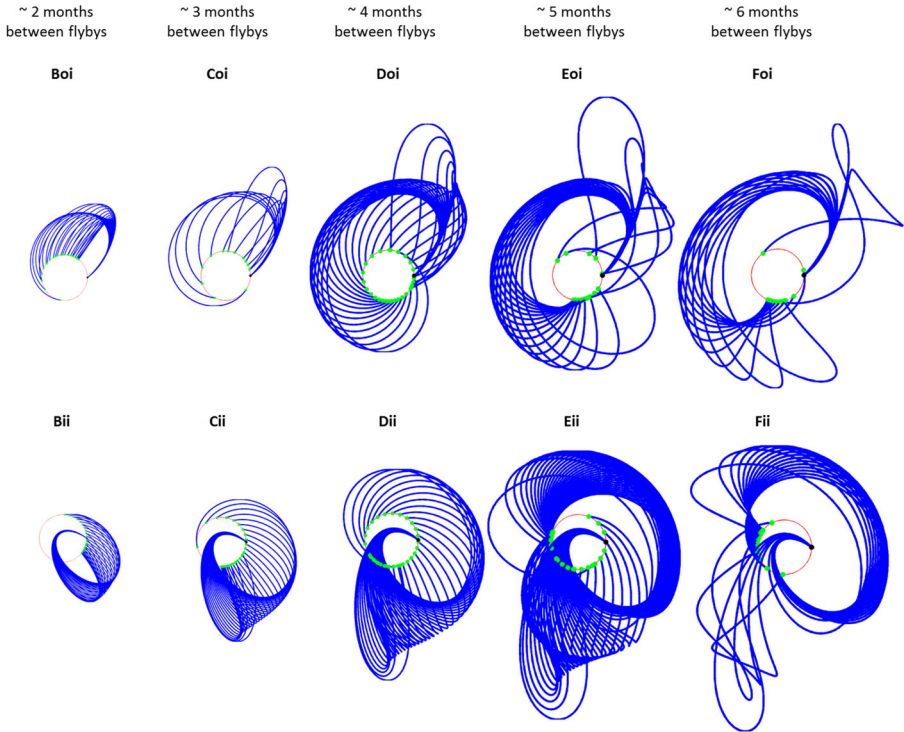 ~ 2 months
between flybys
~ 3 months
between flybys
~ 4 months
between flybys
~ 5 months
between flybys
~ 6 months
between flybys
Boi
Coi
Doi
Eoi
Foi
Bii
Cii
Dii
Eii
Fii